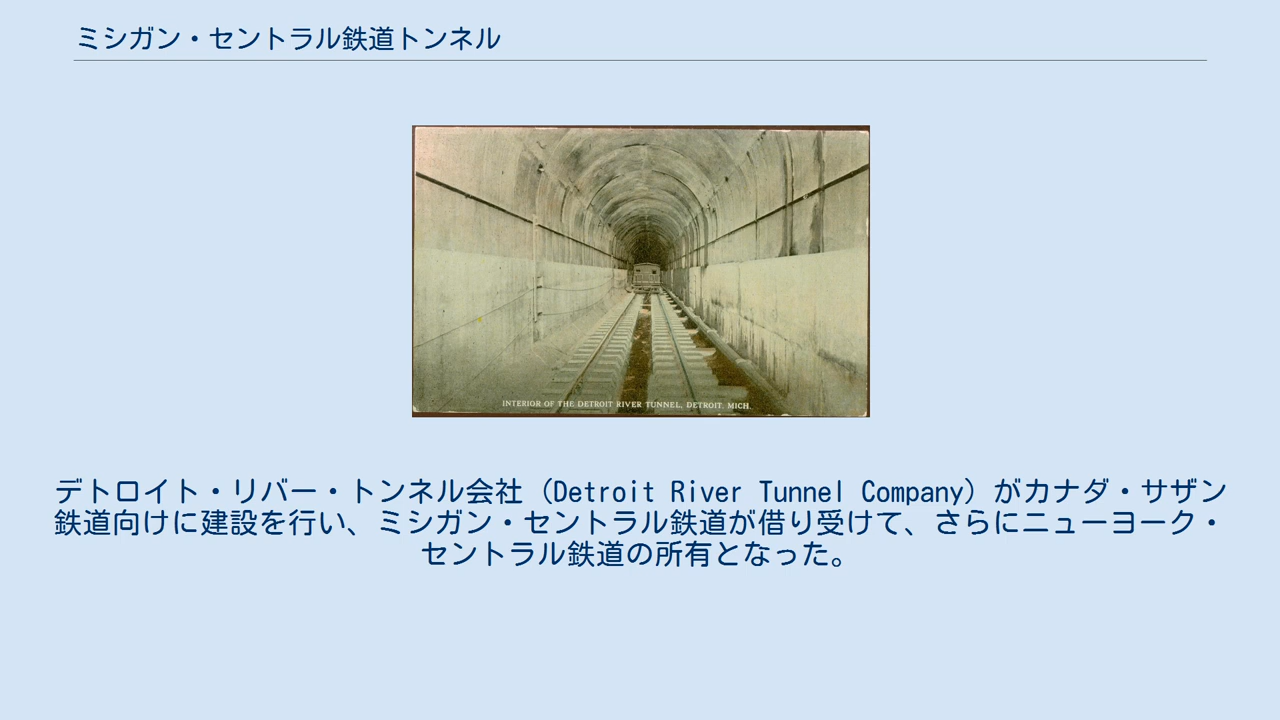 ミシガン・セントラル鉄道トンネル
INTERIOR OF THE DETROIT RIVER TUNNEL, DETROIT, MICH.
デトロイト・リバー・トンネル会社（Detroit River Tunnel Company）がカナダ・サザン
鉄道向けに建設を行い、ミシガン・セントラル鉄道が借り受けて、さらにニューヨーク・
セントラル鉄道の所有となった。